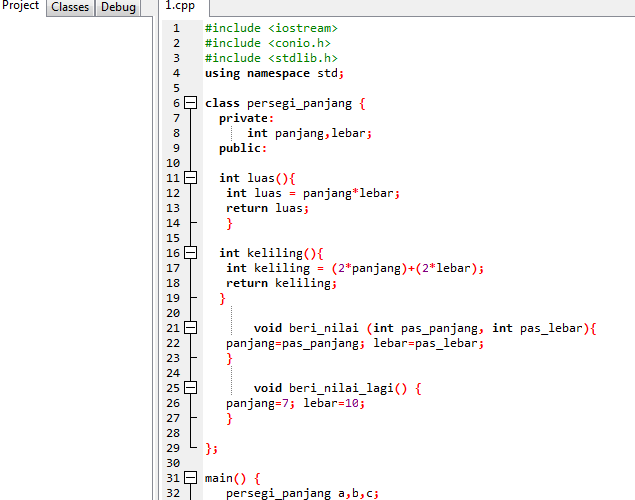 Project Classes Debug 1.cpp
1 #include <iostream>
2 #include <conio.h>
3 #include <stdlib.h>
4 using namespace std;
5
6 class persegi_panjang {
7 private:
8 int panjang,lebar;
9 public:
10
11 int luas(){
12 int luas = panjang*lebar;
13 return luas;
14 }
15
16 int keliling(){
17 int keliling = (2*panjang)+(2*lebar);
18 return keliling;
19 }
20
21 void beri_nilai (int pas_panjang, int pas_lebar){
22 panjang=pas_panjang; lebar=pas_lebar;
23 }
24
25 void beri_nilai_lagi() {
26 panjang=7; lebar=10;
27 }
28
29 };
30
31 main() {
32 persegi_panjang a,b,c;